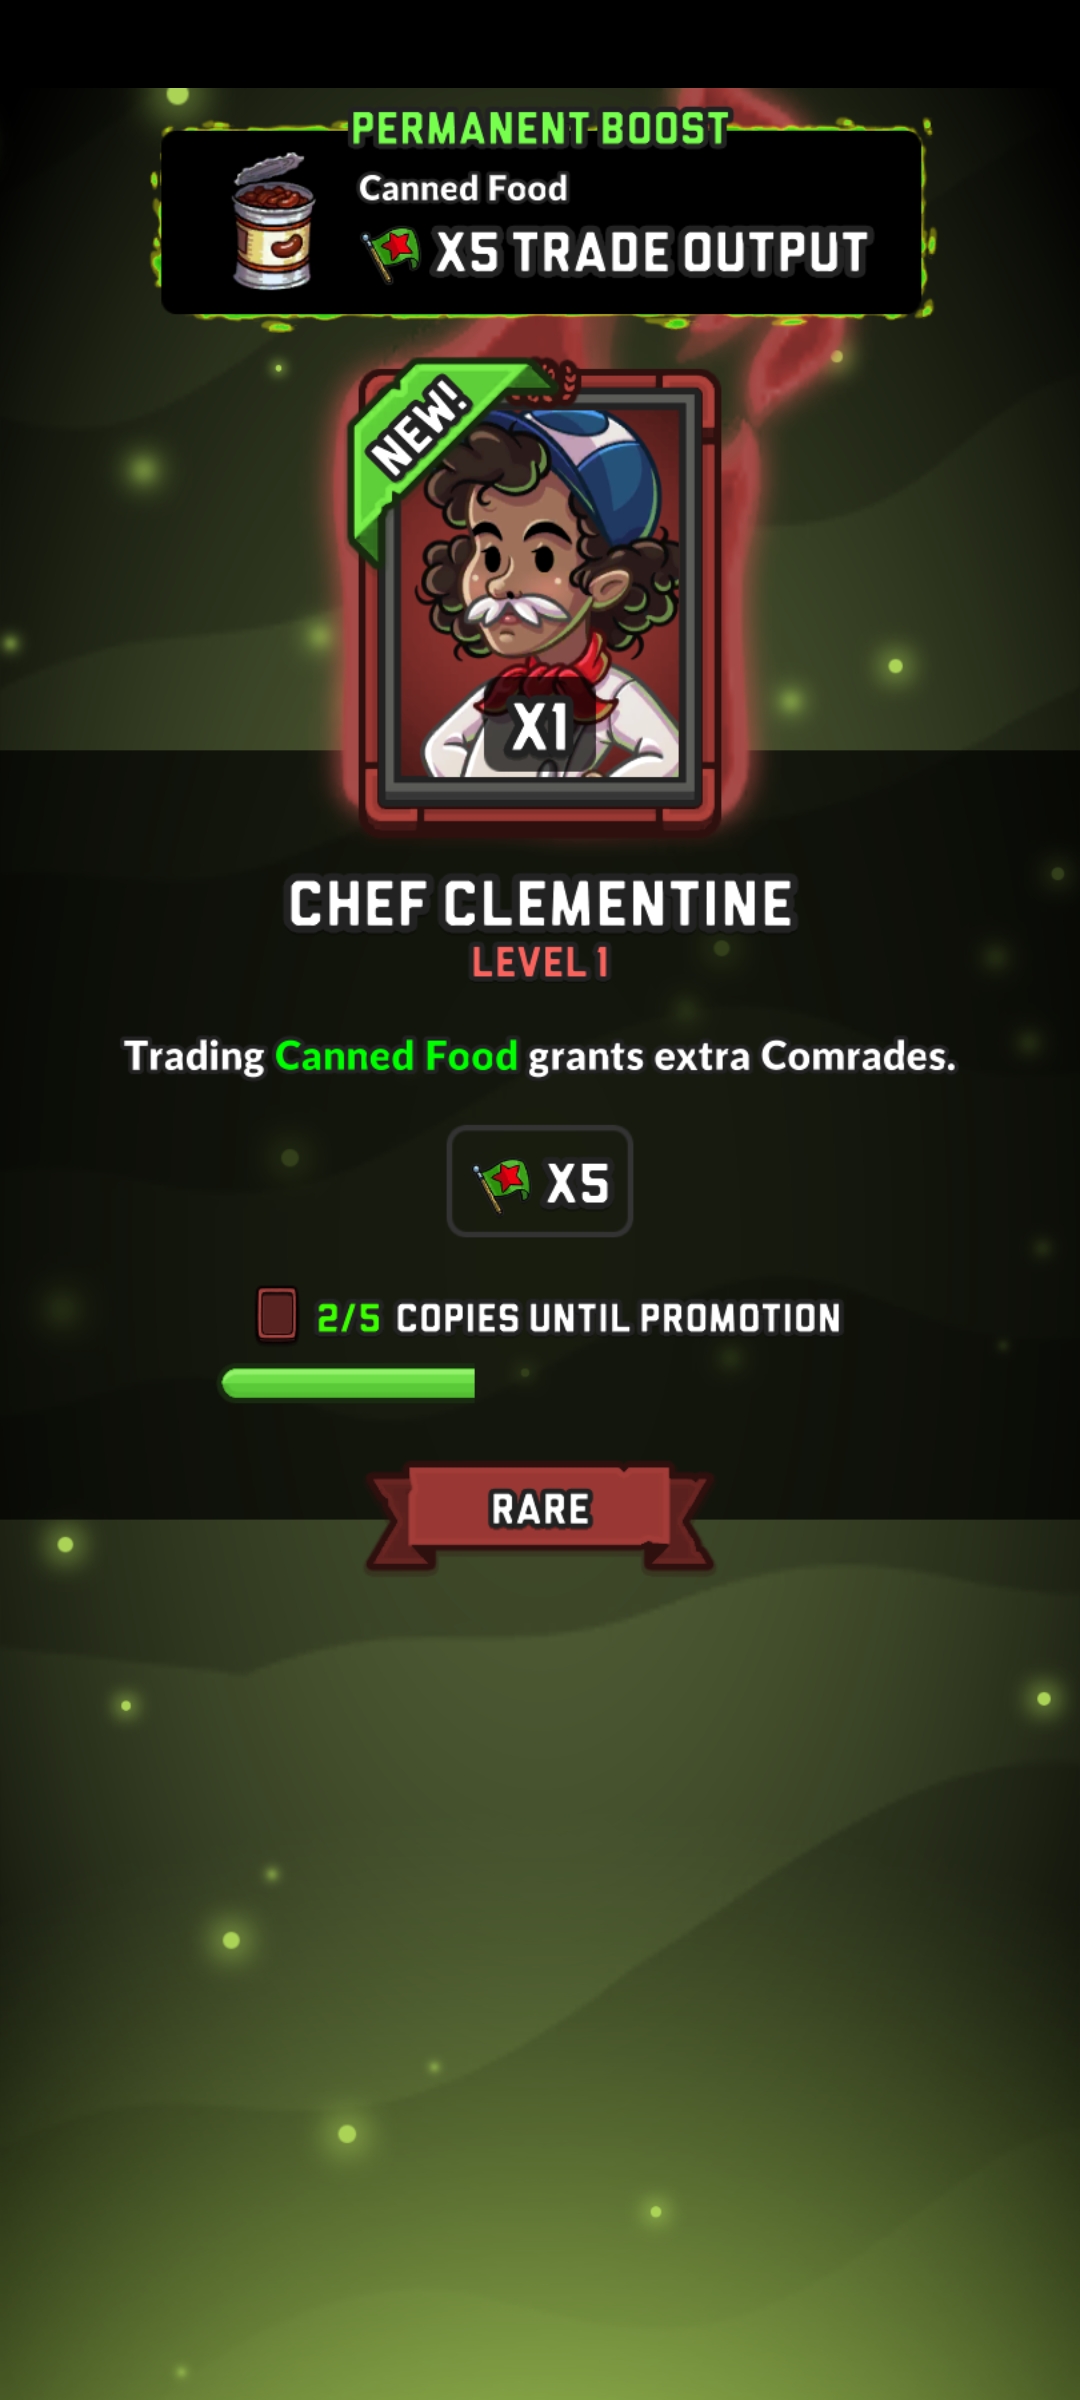 PERMANENT BOOST
Canned Food
X5 TRADE OUTPUT
NEW!
X1
CHEF CLEMENTINE
LEVEL 1
Trading Canned Food grants extra Comrades.
X5
2/5 COPIES UNTIL PROMOTION
RARE